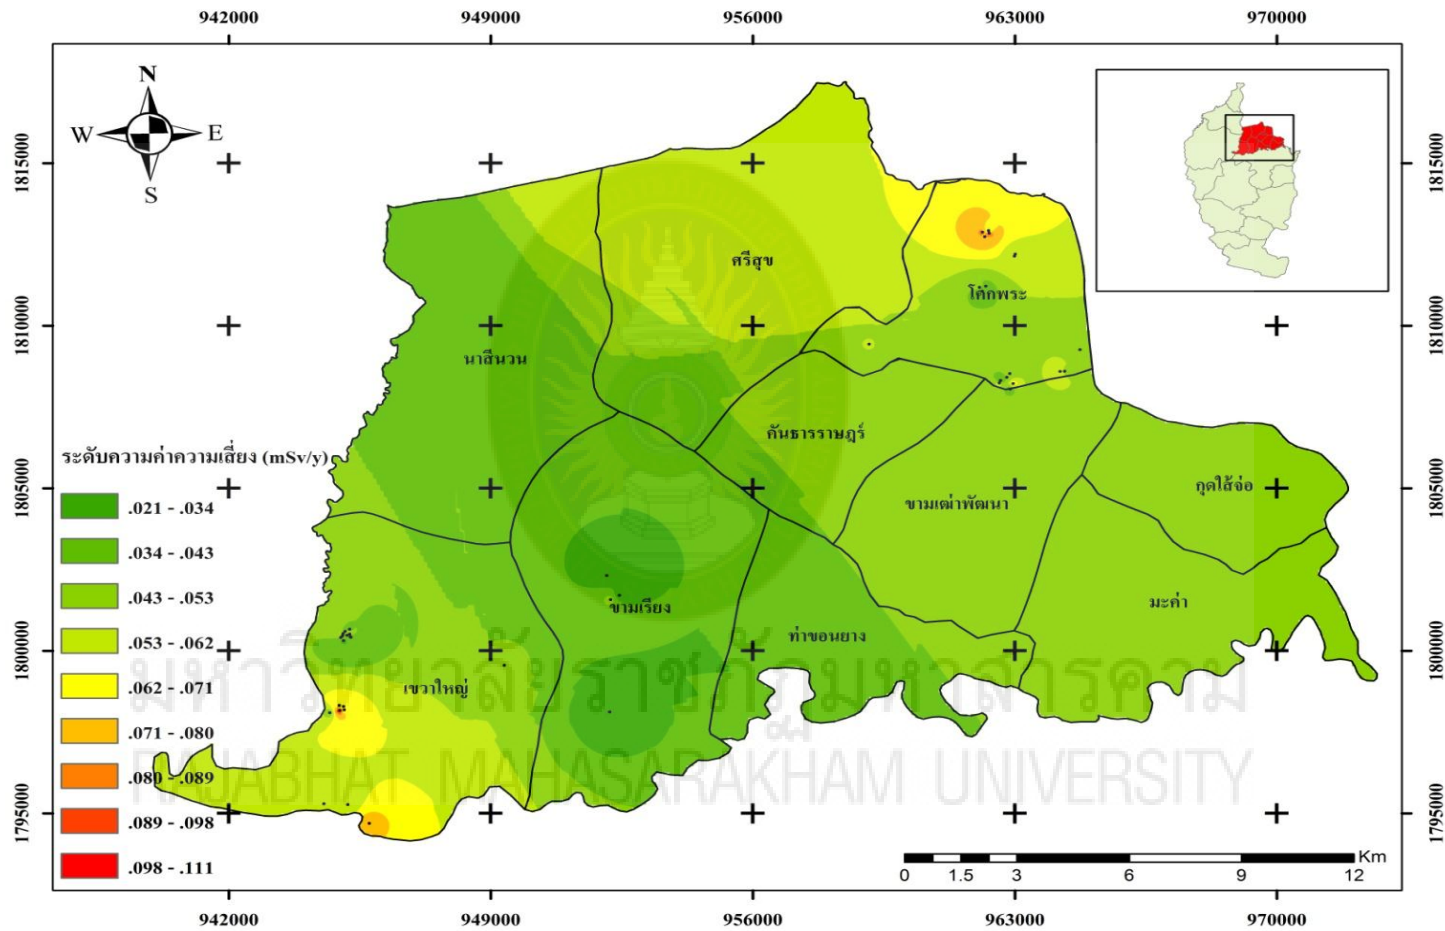 942000 949000 956000 963000 970000
N
W E
S
1815000 1815000
ศรีสุข
โคกพระ
1810000 1810000
นาสีนวน
คันธารราษฎร์
ระดับความค่าความเสี่ยง (mSv/y)
1805000 1805000
กุดใส้จ่อ
ขามเฒ่าพัฒนา
.021 - .034
.034 - .043
.043 - .053
.053 - .062
.062 - .071
.071 - .080
.080 - .089
.089 - .098
.098 - .111
มะค่า
ขามเรียง
ท่าขอนยาง
1800000 1800000
เขวาใหญ่
มหาวิทยาลัยราชภัฏมหาสารคาม
RAJABHAT MAHASARAKHAM UNIVERSITY
1795000 1795000
Km
0 1.5 3 6 9 12
942000 949000 956000 963000 970000